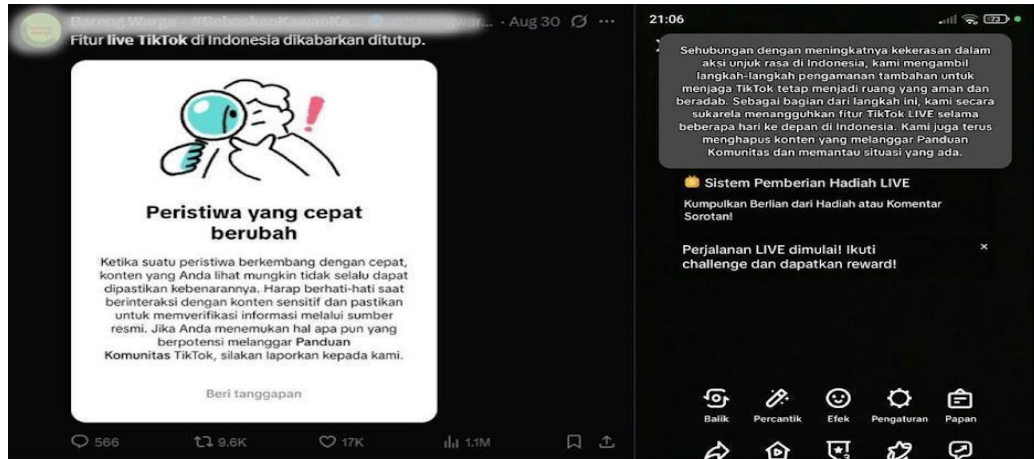 Bareng Warga - #BebaskanKawanKa... · Aug 30
Fitur live TikTok di Indonesia dikabarkan ditutup.
Peristiwa yang cepat
berubah
Ketika suatu peristiwa berkembang dengan cepat,
konten yang Anda lihat mungkin tidak selalu dapat
dipastikan kebenarannya. Harap berhati-hati saat
berinteraksi dengan konten sensitif dan pastikan
untuk memverifikasi informasi melalui sumber
resmi. Jika Anda menemukan hal apa pun yang
berpotensi melanggar Panduan
Komunitas TikTok, silakan laporkan kepada kami.
Beri tanggapan
566 9.6K 17K 1.1M
21:06 73
Sehubungan dengan meningkatnya kekerasan dalam
aksi unjuk rasa di Indonesia, kami mengambil
langkah-langkah pengamanan tambahan untuk
menjaga TikTok tetap menjadi ruang yang aman dan
beradab. Sebagai bagian dari langkah ini, kami secara
sukarela menangguhkan fitur TikTok LIVE selama
beberapa hari ke depan di Indonesia. Kami juga terus
menghapus konten yang melanggar Panduan
Komunitas dan memantau situasi yang ada.
Sistem Pemberian Hadiah LIVE
Kumpulkan Berlian dari Hadiah atau Komentar
Sorotan!
Perjalanan LIVE dimulai! Ikuti
challenge dan dapatkan reward!
Balik Percantik Efek Pengaturan Papan